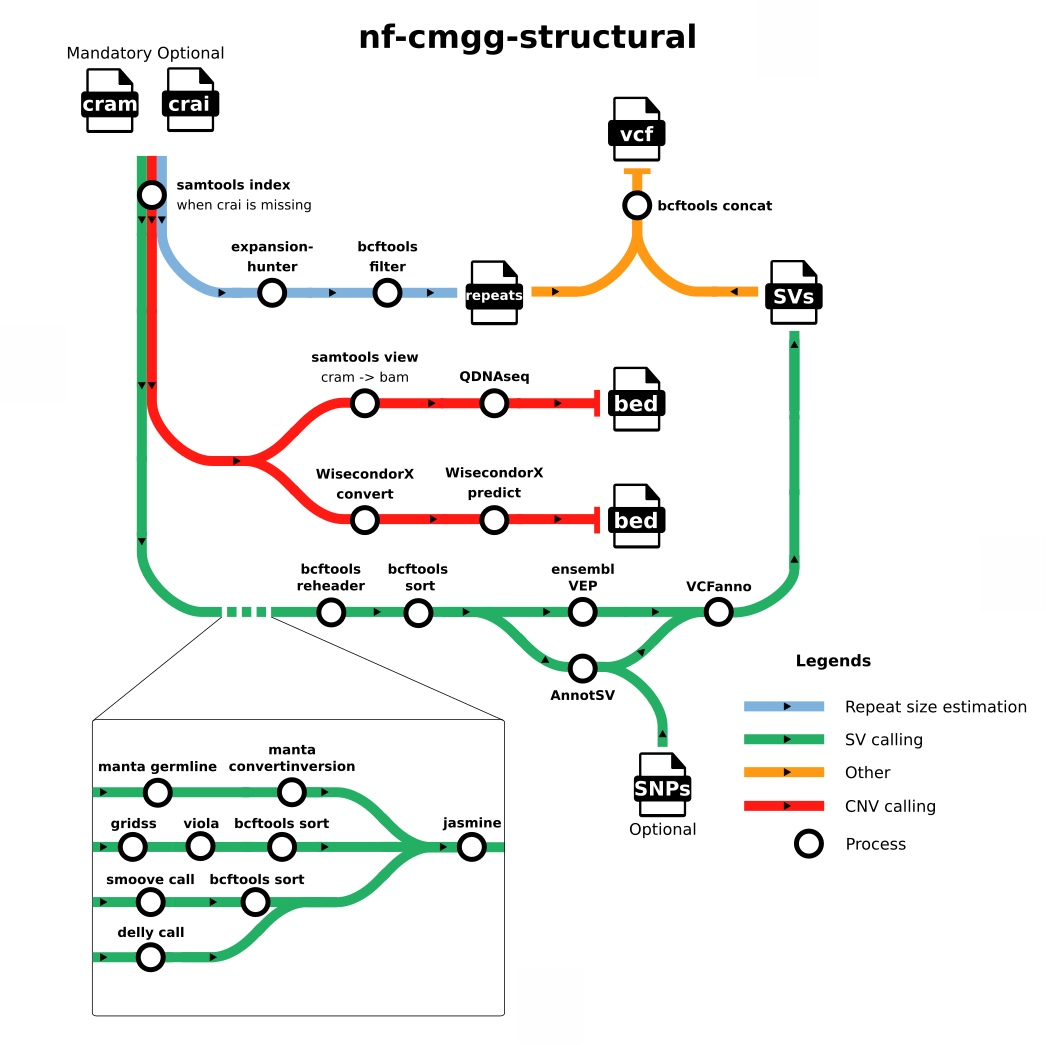 nf-cmgg-structural
Mandatory Optional
cram
crai
vcf
samtools index
when crai is missing
bcftools concat
expansion-
hunter
bcftools
filter
repeats
SVs
samtools view
cram -> bam
QDNAseq
bed
WisecondorX
convert
WisecondorX
predict
bed
bcftools
reheader
bcftools
sort
ensembl
VEP
VCFanno
AnnotSV
SNPs
Optional
Legends
Repeat size estimation
SV calling
Other
CNV calling
Process
manta germline
manta
convertinversion
gridss
viola
bcftools sort
jasmine
smoove call
bcftools sort
delly call